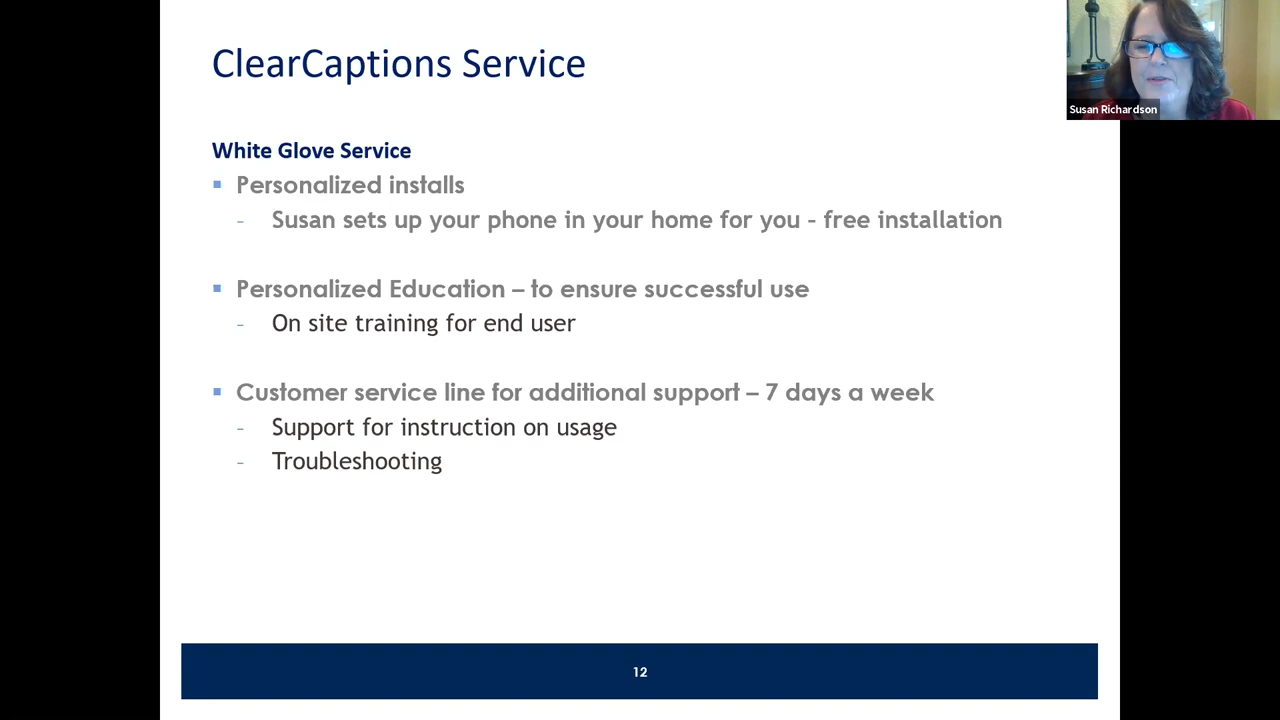 ClearCaptions Service
Susan Richardson
White Glove Service
▪ Personalized installs
- Susan sets up your phone in your home for you - free installation
▪ Personalized Education – to ensure successful use
- On site training for end user
▪ Customer service line for additional support – 7 days a week
- Support for instruction on usage
- Troubleshooting
12